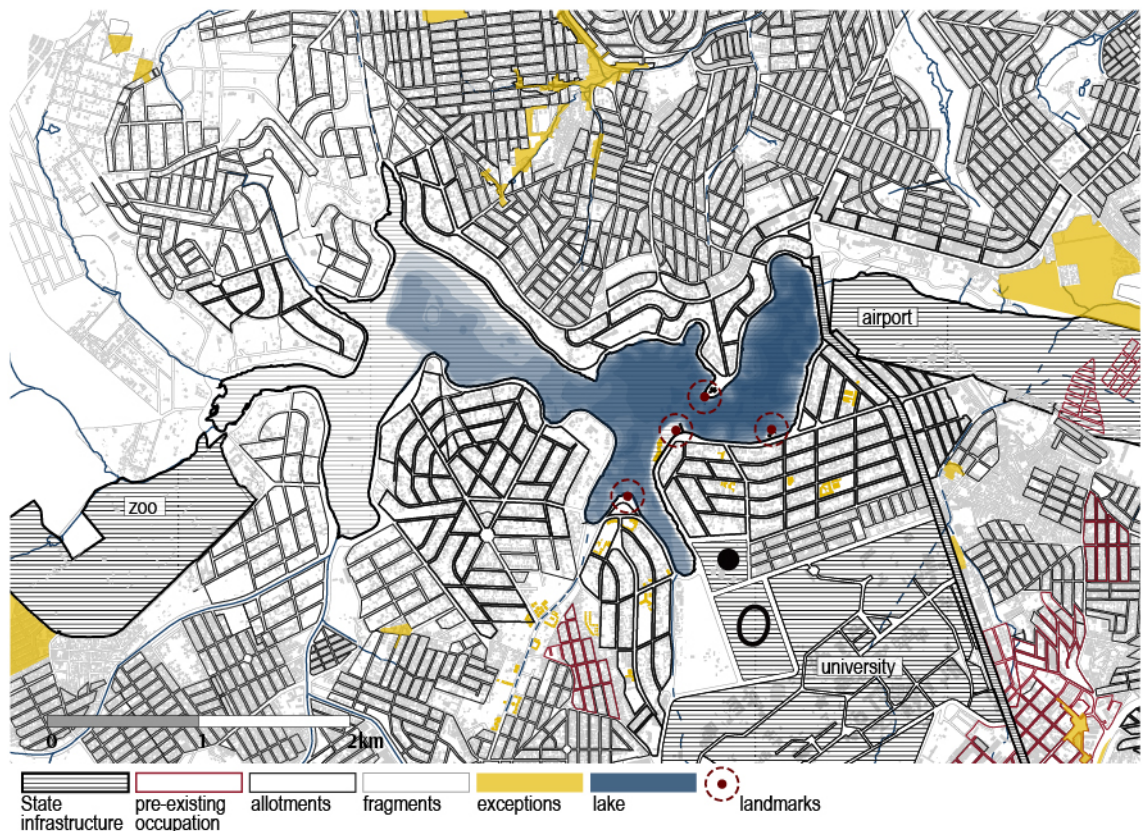 airport
zoo
university
0 1 2km
State
infrastructure
pre-existing
occupation
allotments
fragments
exceptions
lake
landmarks